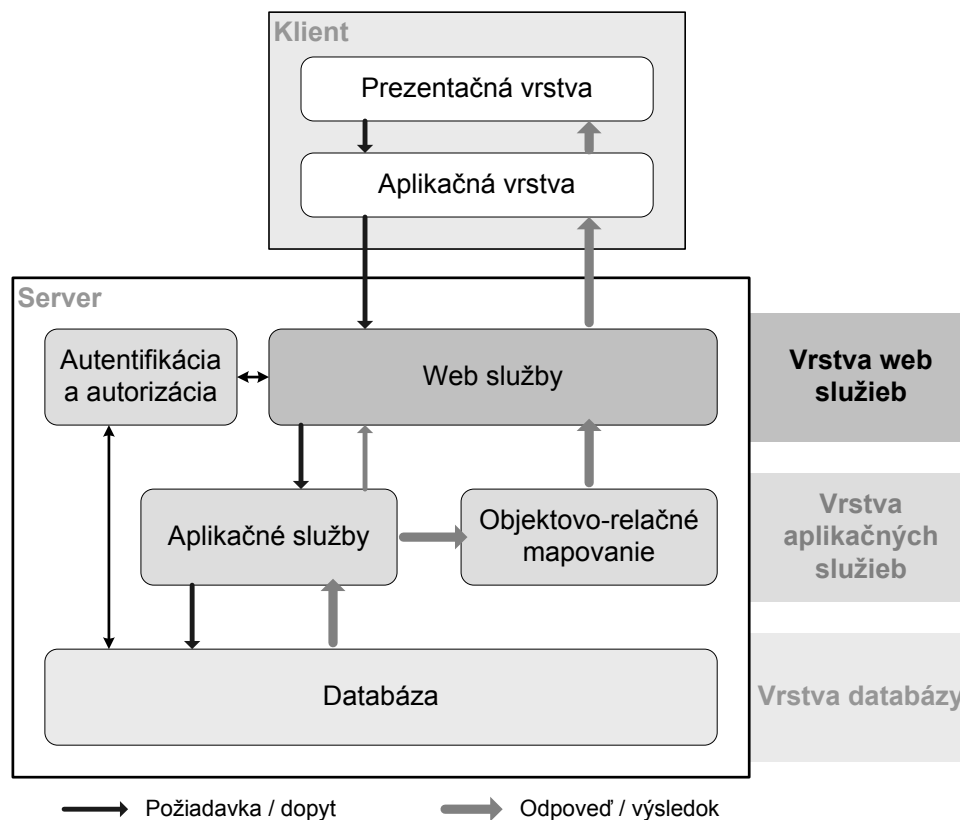 Klient
Prezentačná vrstva
Aplikačná vrstva
Server
Autentifikácia
a autorizácia
Web služby
Vrstva web
služieb
Aplikačné služby
Objektovo-relačné
mapovanie
Vrstva
aplikačných
služieb
Databáza
Vrstva databázy
Požiadavka / dopyt
Odpoveď / výsledok